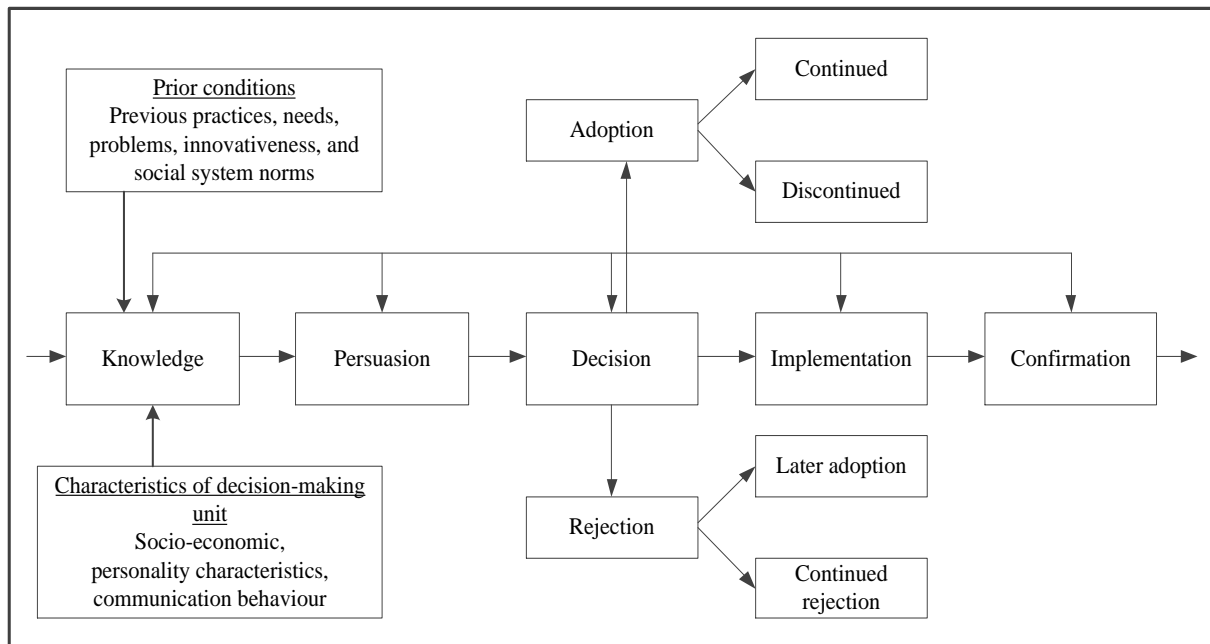 Prior conditions
Previous practices, needs,
problems, innovativeness, and
social system norms
Continued
Adoption
Discontinued
Knowledge
Persuasion
Decision
Implementation
Confirmation
Characteristics of decision-making
unit
Socio-economic,
personality characteristics,
communication behaviour
Later adoption
Rejection
Continued
rejection